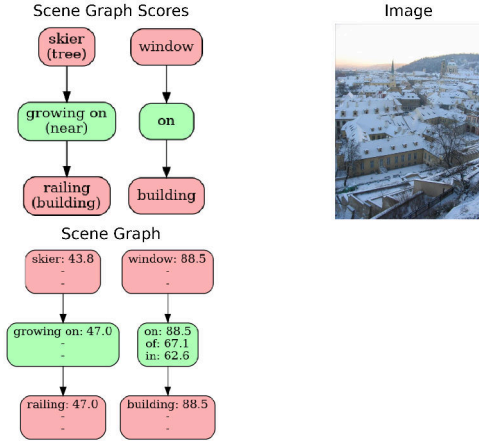 Scene Graph Scores
Image
skier
(tree)
window
growing on
(near)
on
railing
(building)
building
Scene Graph
skier: 43.8
-
-
window: 88.5
-
-
growing on: 47.0
-
-
on: 88.5
of: 67.1
in: 62.6
railing: 47.0
-
-
building: 88.5
-
-